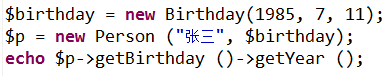 $birthday = new Birthday(1985, 7, 11);
$p = new Person ("张三", $birthday);
echo $p->getBirthday ()->getYear ();